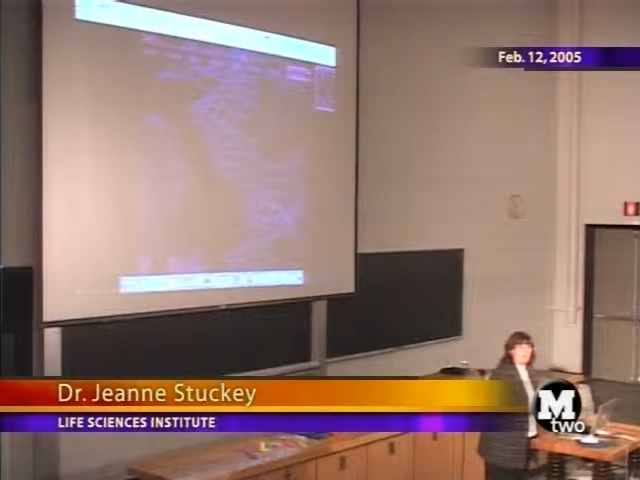 Feb. 12, 2005
Dr. Jeanne Stuckey
LIFE SCIENCES INSTITUTE
M
two